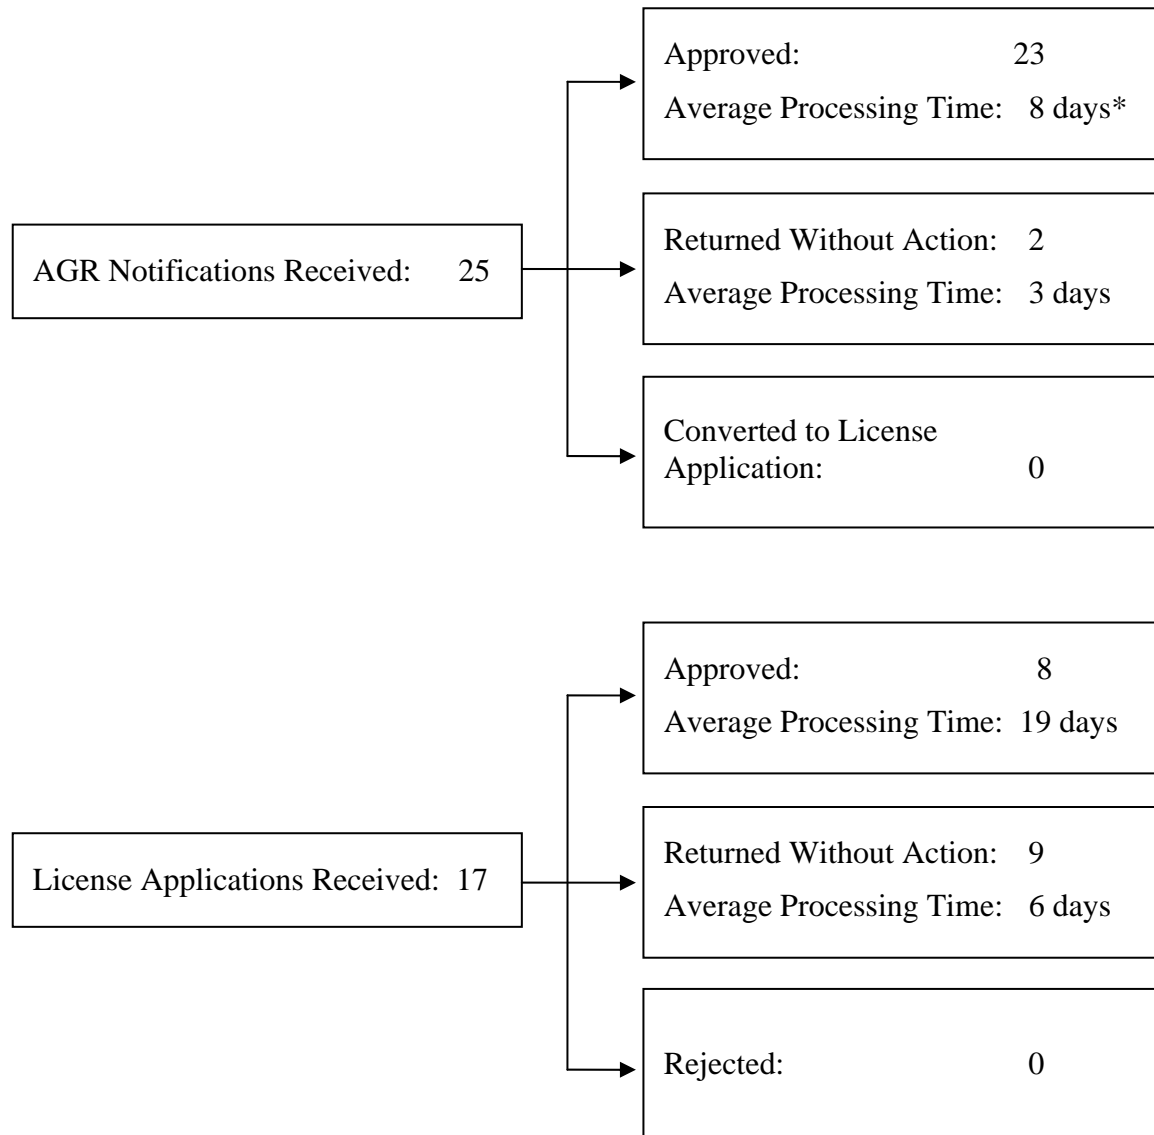 Approved: 23
Average Processing Time: 8 days*
AGR Notifications Received: 25
Returned Without Action: 2
Average Processing Time: 3 days
Converted to License
Application: 0
Approved: 8
Average Processing Time: 19 days
License Applications Received: 17
Returned Without Action: 9
Average Processing Time: 6 days
Rejected: 0